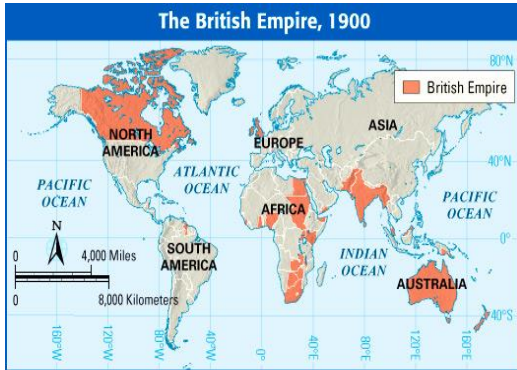 The British Empire, 1900
80°N
British Empire
NORTH
AMERICA
EUROPE
ASIA
40°N
ATLANTIC
OCEAN
PACIFIC
OCEAN
PACIFIC
OCEAN
AFRICA
N
0°
SOUTH
AMERICA
INDIAN
OCEAN
0 4,000 Miles
0 8,000 Kilometers
AUSTRALIA
40°S
160°W
120°W
80°W
40°W
0°
40°E
80°E
120°E
160°E